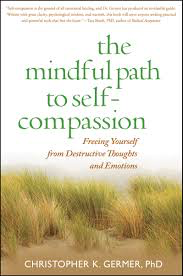 "Self-compassion is the ground of all emotional healing, and Dr. Germer has produced an invaluable guide.
Written with great clarity, psychological wisdom, and warmth, this book will serve anyone seeking practical
and powerful tools that free the heart." —Tara Brach, PhD, author of Radical Acceptance
the
mindful path
to self-
compassion
Freeing Yourself
from Destructive Thoughts
and Emotions
CHRISTOPHER K. GERMER, PhD